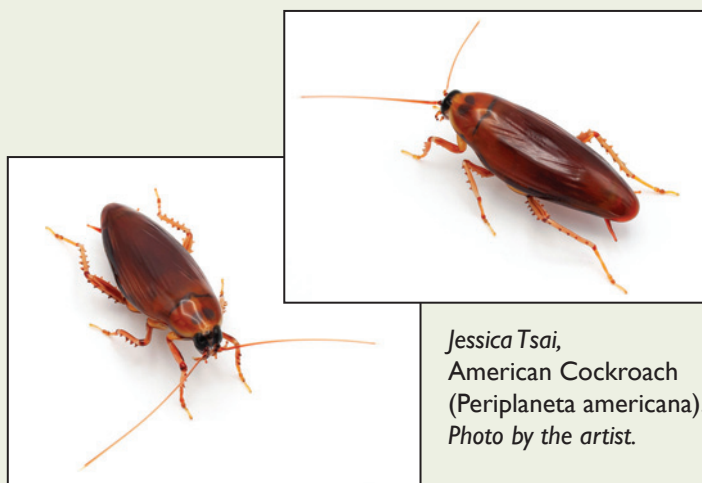 Jessica Tsai,
American Cockroach
(Periplaneta americana)
Photo by the artist.